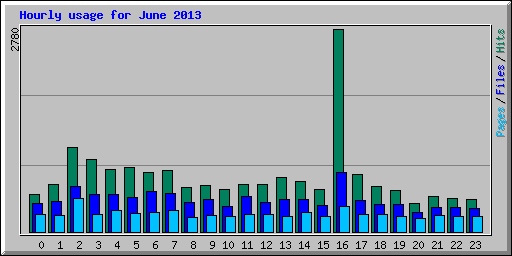 Hourly usage for June 2013
2780
Pages/Files/Hits
0 1 2 3 4 5 6 7 8 9 10 11 12 13 14 15 16 17 18 19 20 21 22 23